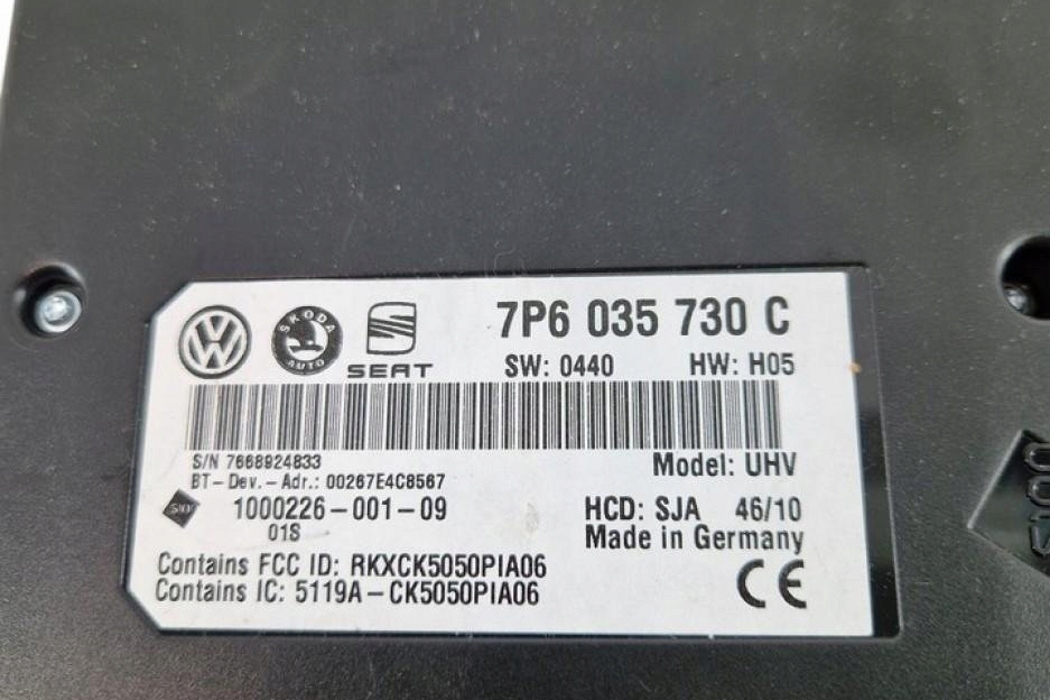 7P6 035 730 C
SKODA
AUTO
SEAT
SW: 0440 HW: H05
S/N 7668924833
Model: UHV
BT-Dev.-Adr.: 00267E4C8567
1000226-001-09
HCD: SJA 46/10
01S
Made in Germany
Contains FCC ID: RKXCK5050PIA06
Contains IC: 5119A-CK5050PIA06
CE